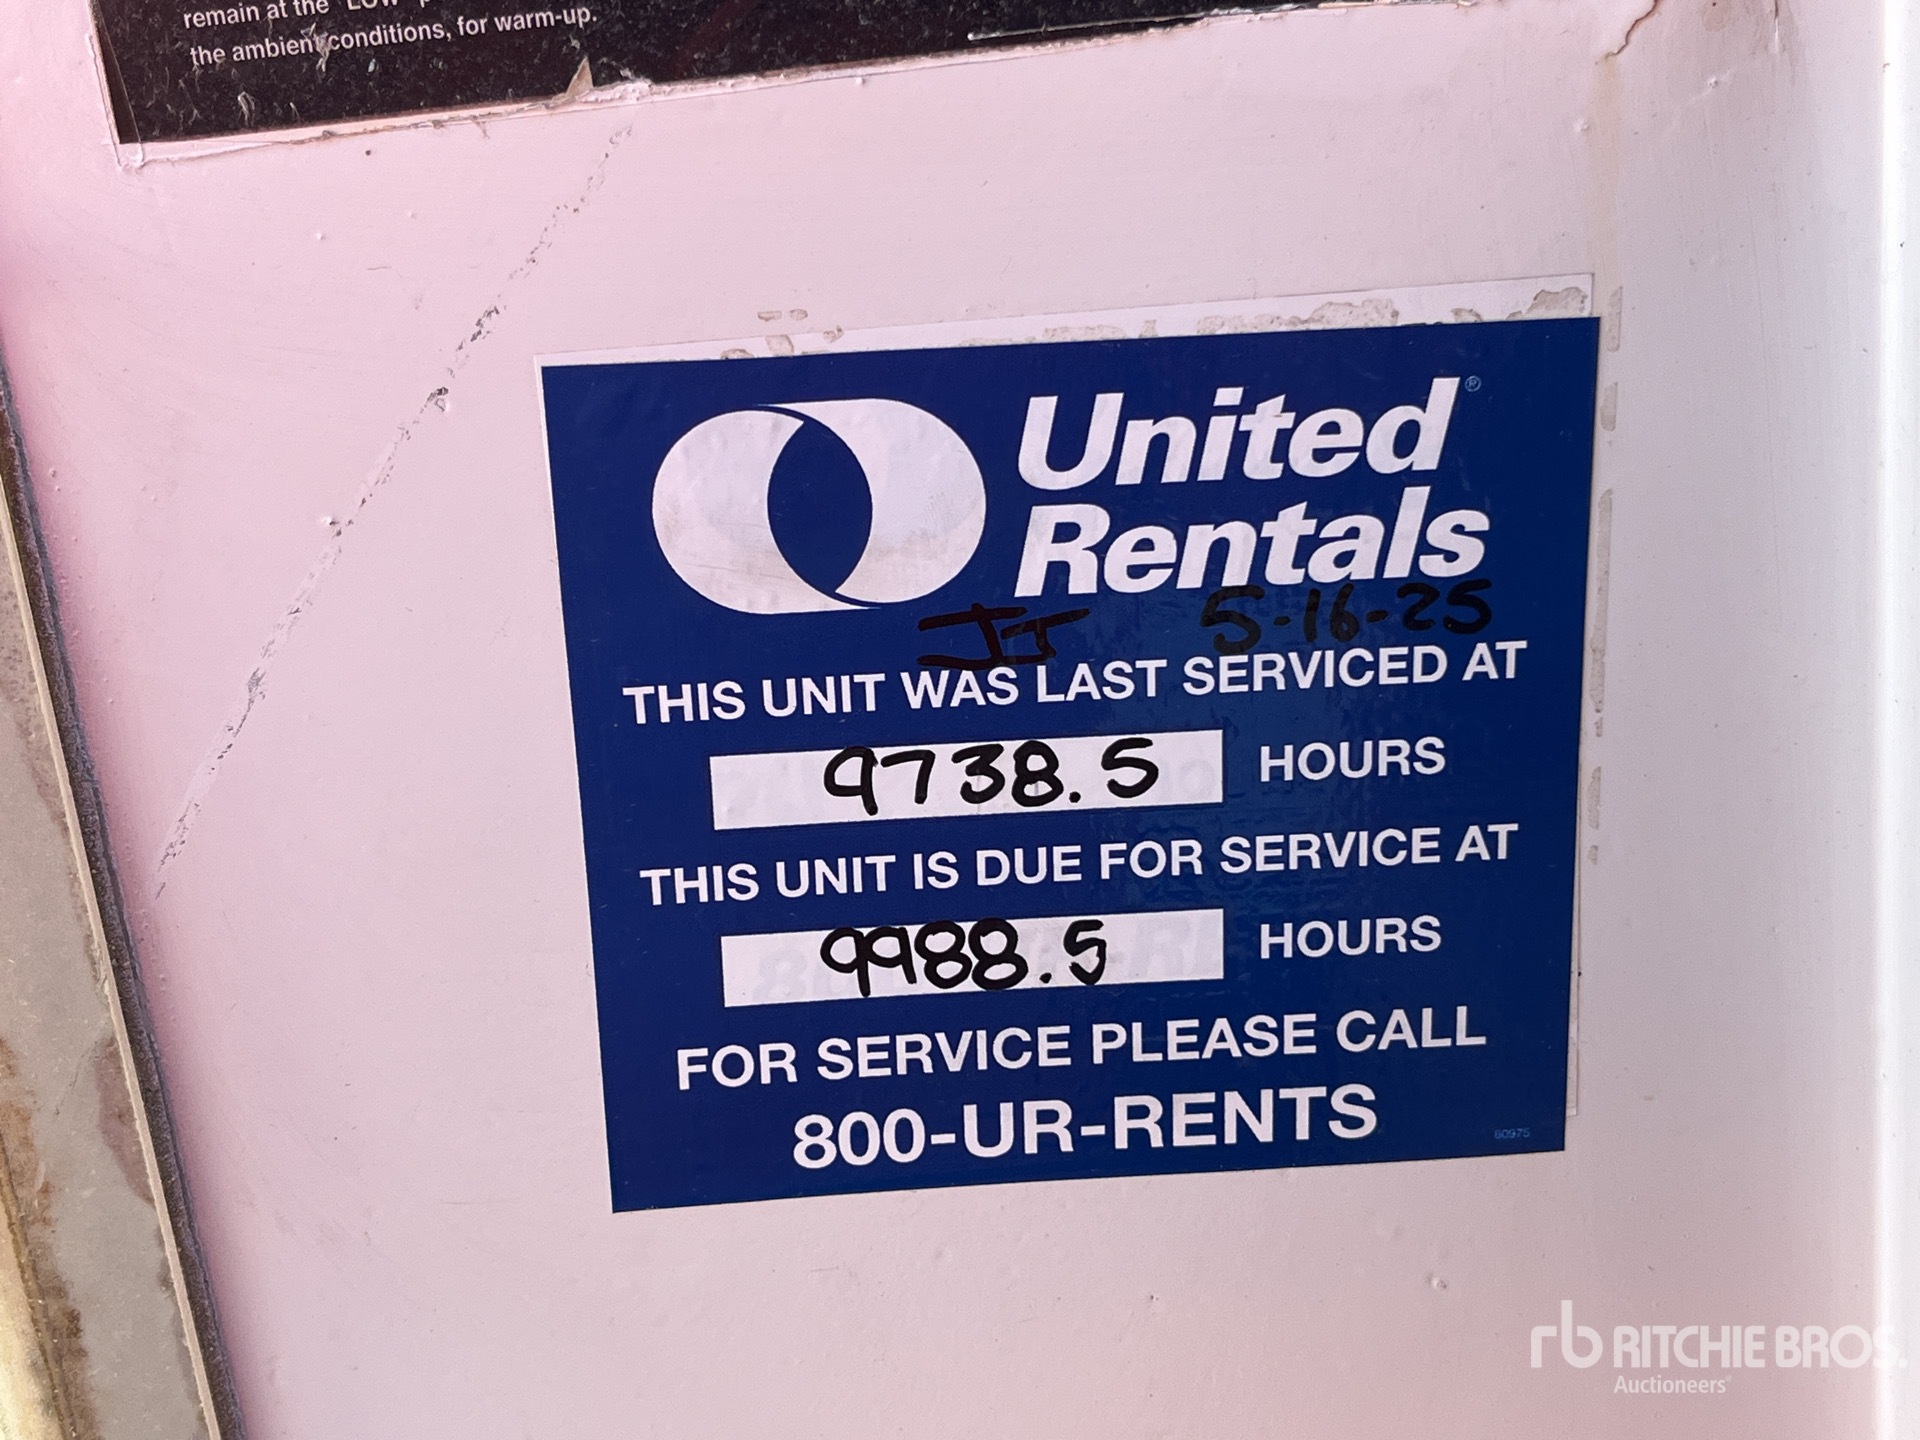 remain at the "LOW"
the ambient conditions, for warm-up.
United®
Rentals
JJ 5-16-25
THIS UNIT WAS LAST SERVICED AT
9738.5 HOURS
THIS UNIT IS DUE FOR SERVICE AT
9988.5 HOURS
FOR SERVICE PLEASE CALL
800-UR-RENTS
60975
rb RITCHIE BROS.
Auctioneers®